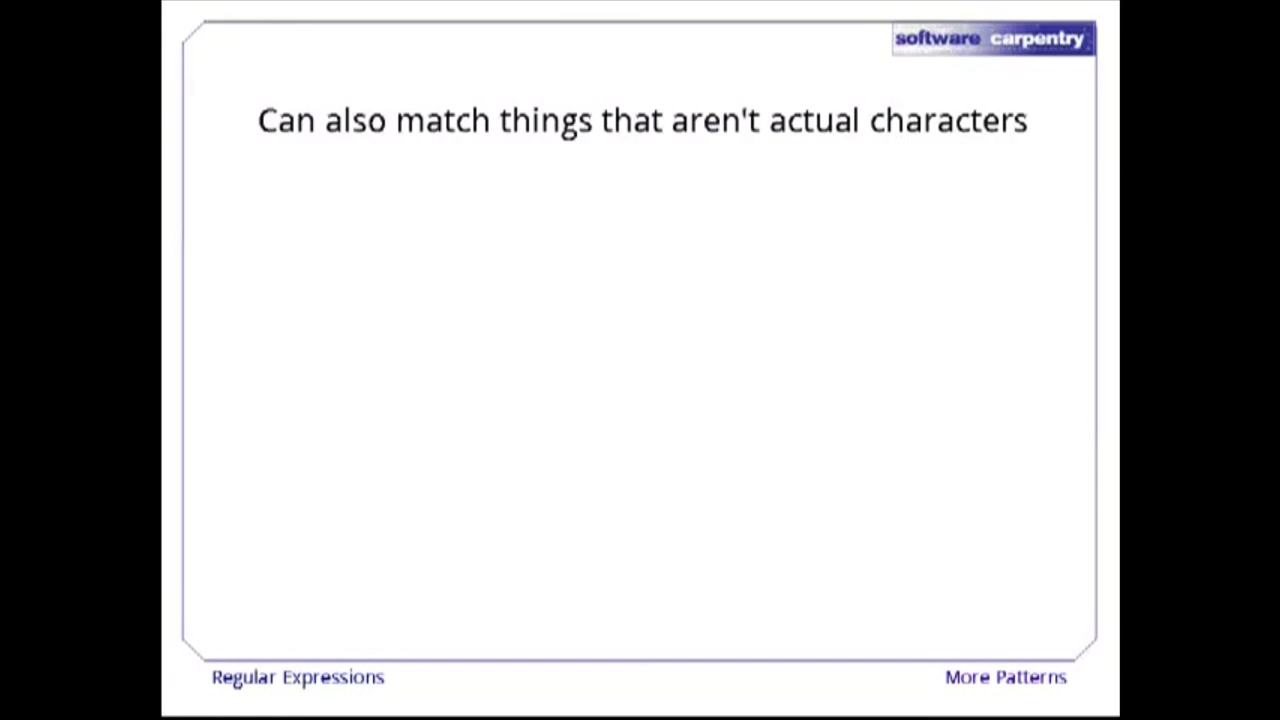 software carpentry
Can also match things that aren't actual characters
Regular Expressions
More Patterns